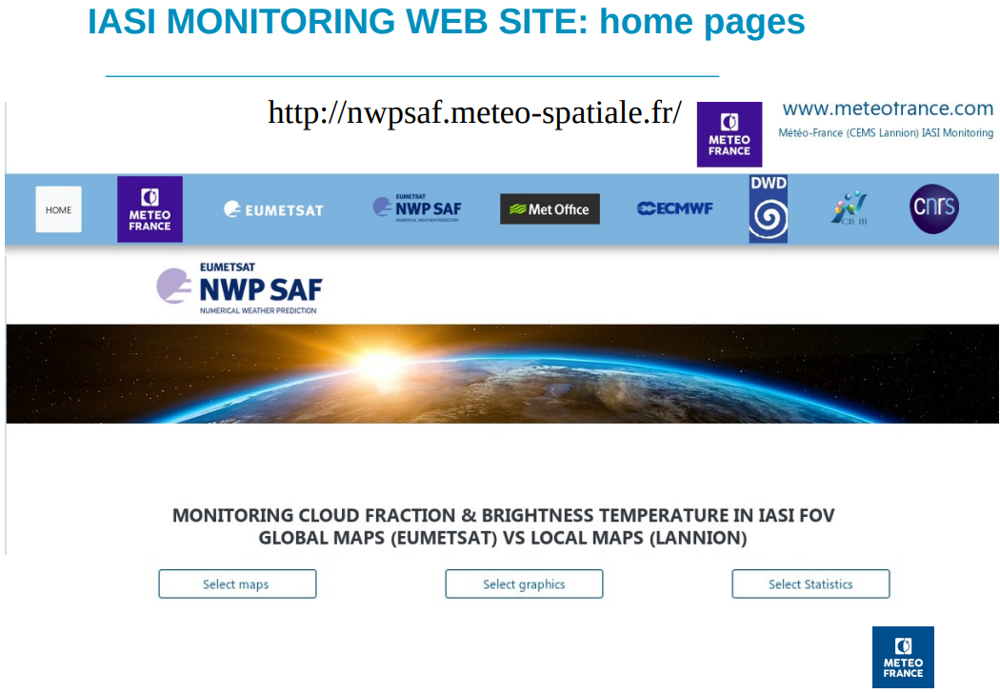 IASI MONITORING WEB SITE: home pages
http://nwpsaf.meteo-spatiale.fr/
METEO
FRANCE
www.meteofrance.com
Météo-France (CEMS Lannion) IASI Monitoring
HOME
METEO
FRANCE
EUMETSAT
EUMETSAT
NWP SAF
NUMERICAL WEATHER PREDICTION
Met Office
ECMWF
DWD
cnrm
cnrs
EUMETSAT
NWP SAF
NUMERICAL WEATHER PREDICTION
MONITORING CLOUD FRACTION & BRIGHTNESS TEMPERATURE IN IASI FOV
GLOBAL MAPS (EUMETSAT) VS LOCAL MAPS (LANNION)
Select maps
Select graphics
Select Statistics
METEO
FRANCE